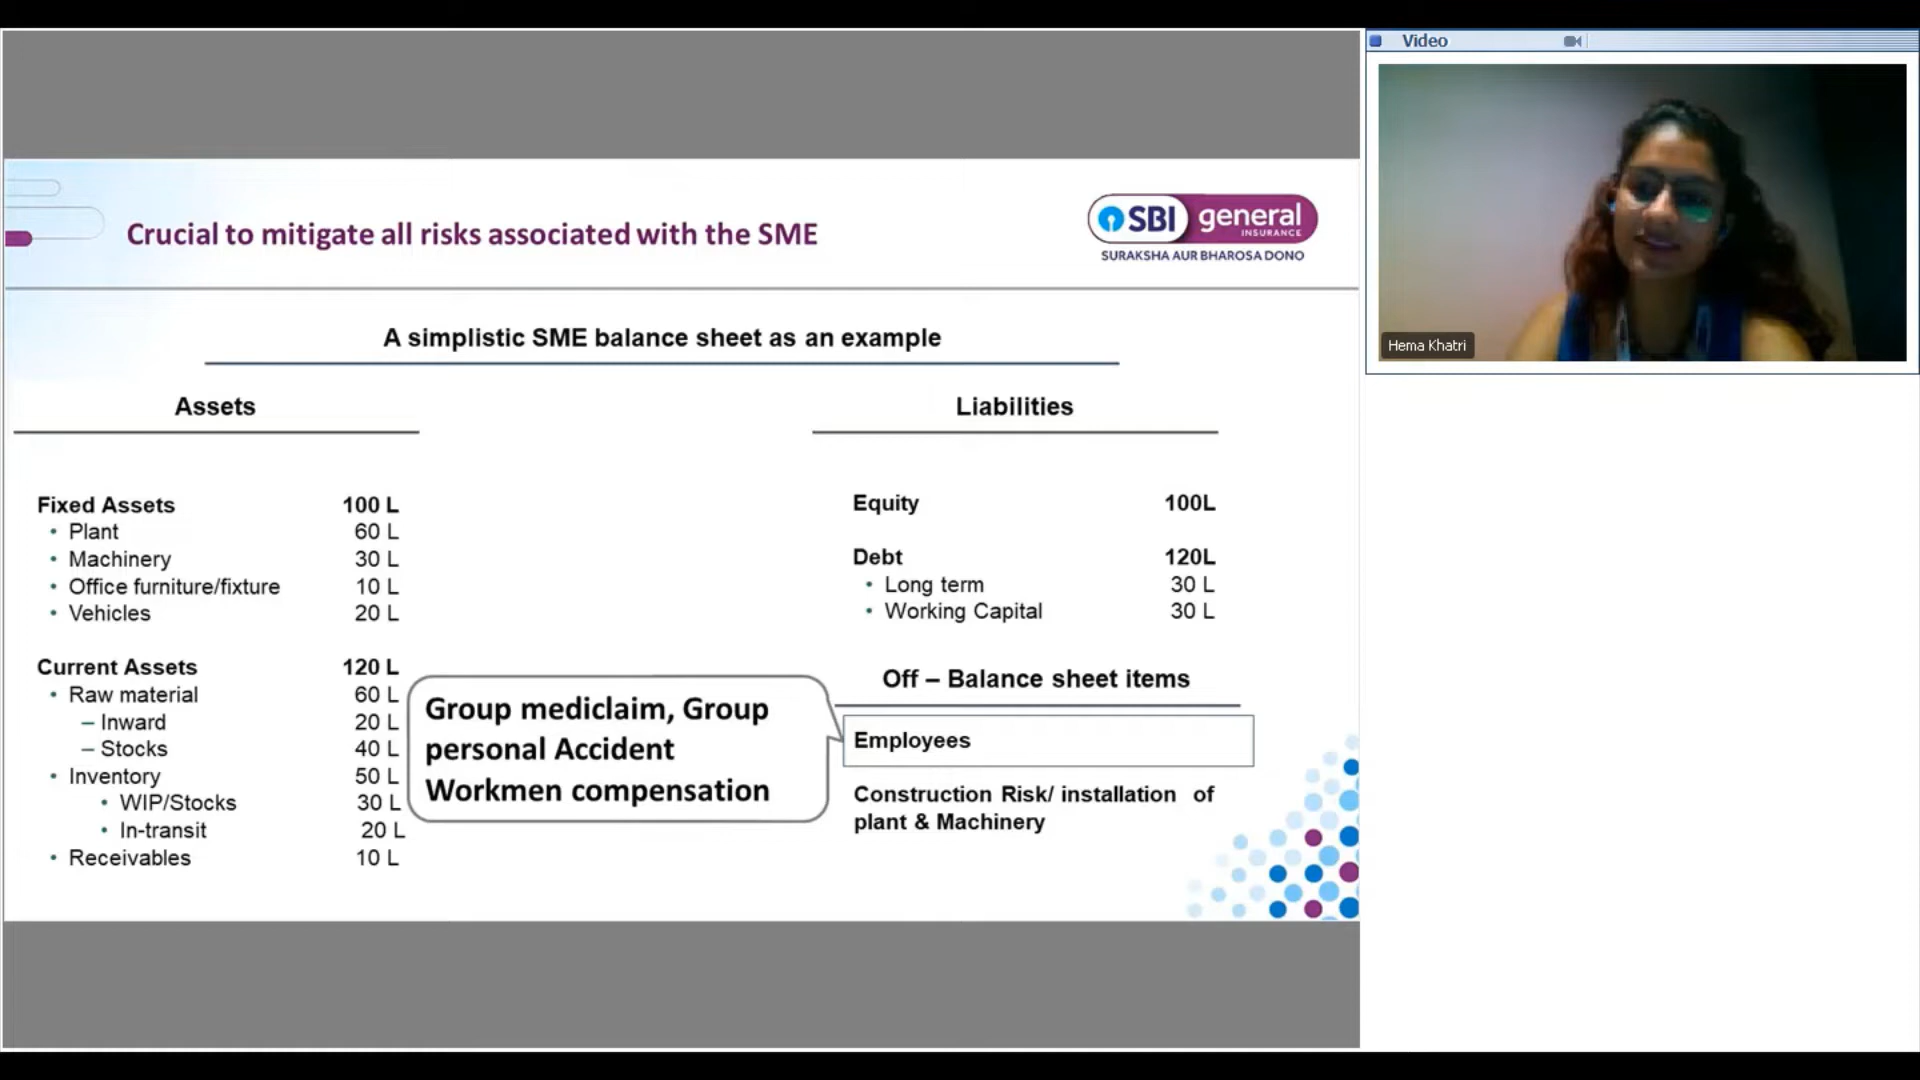 Video
Hema Khatri
Crucial to mitigate all risks associated with the SME
SBI general
INSURANCE
SURAKSHA AUR BHAROSA DONO
A simplistic SME balance sheet as an example
Assets
Fixed Assets 100 L
• Plant 60 L
• Machinery 30 L
• Office furniture/fixture 10 L
• Vehicles 20 L
Current Assets 120 L
• Raw material 60 L
– Inward 20 L
– Stocks 40 L
• Inventory 50 L
• WIP/Stocks 30 L
• In-transit 20 L
• Receivables 10 L
Group mediclaim, Group
personal Accident
Workmen compensation
Liabilities
Equity 100L
Debt 120L
• Long term 30 L
• Working Capital 30 L
Off – Balance sheet items
Employees
Construction Risk/ installation of
plant & Machinery